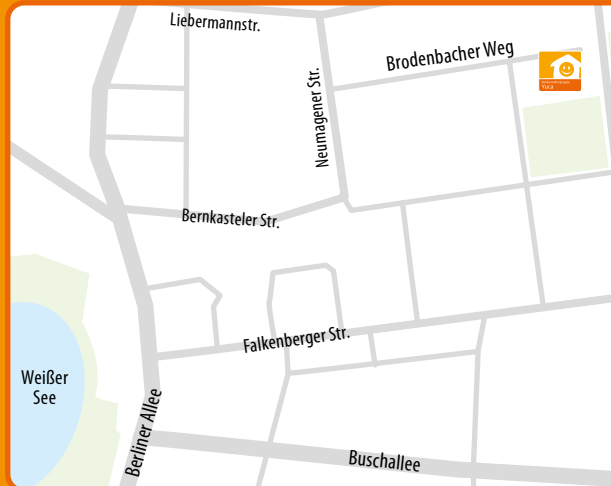 Liebermannstr.
Brodenbacher Weg
Neumagener Str.
Yuca
Bernkasteler Str.
Falkenberger Str.
Weißer
See
Berliner Allee
Buschallee